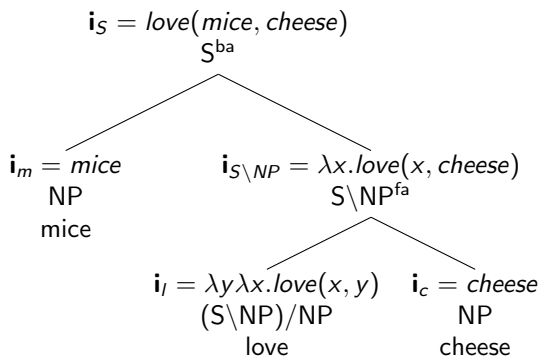 i_S = love(mice, cheese)
S^ba
i_m = mice
NP
mice
i_S\NP = λx.love(x, cheese)
S\NP^fa
i_l = λyλx.love(x, y)
(S\NP)/NP
love
i_c = cheese
NP
cheese